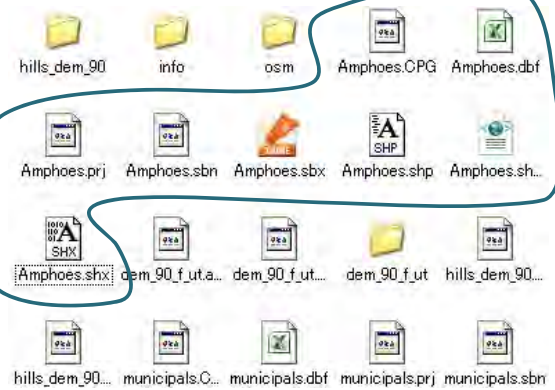 hills_dem_90 info osm Amphoes.CPG Amphoes.dbf
Amphoes.prj Amphoes.sbn Amphoes.sbx SHP Amphoes.shp Amphoes.sh...
SHX Amphoes.shx dem_90_f_ut.a... dem_90_f_ut.... dem_90_f_ut hills_dem_90....
hills_dem_90.... municipals.C... municipals.dbf municipals.prj municipals.sbn